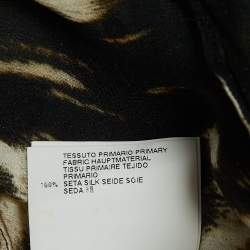 TESSUTO PRIMARIO PRIMARY
FABRIC HAUPTMATERIAL
TISSU PRIMAIRE TEJIDO
PRIMARIO
100% SETA SILK SEIDE SOIE
SEDA